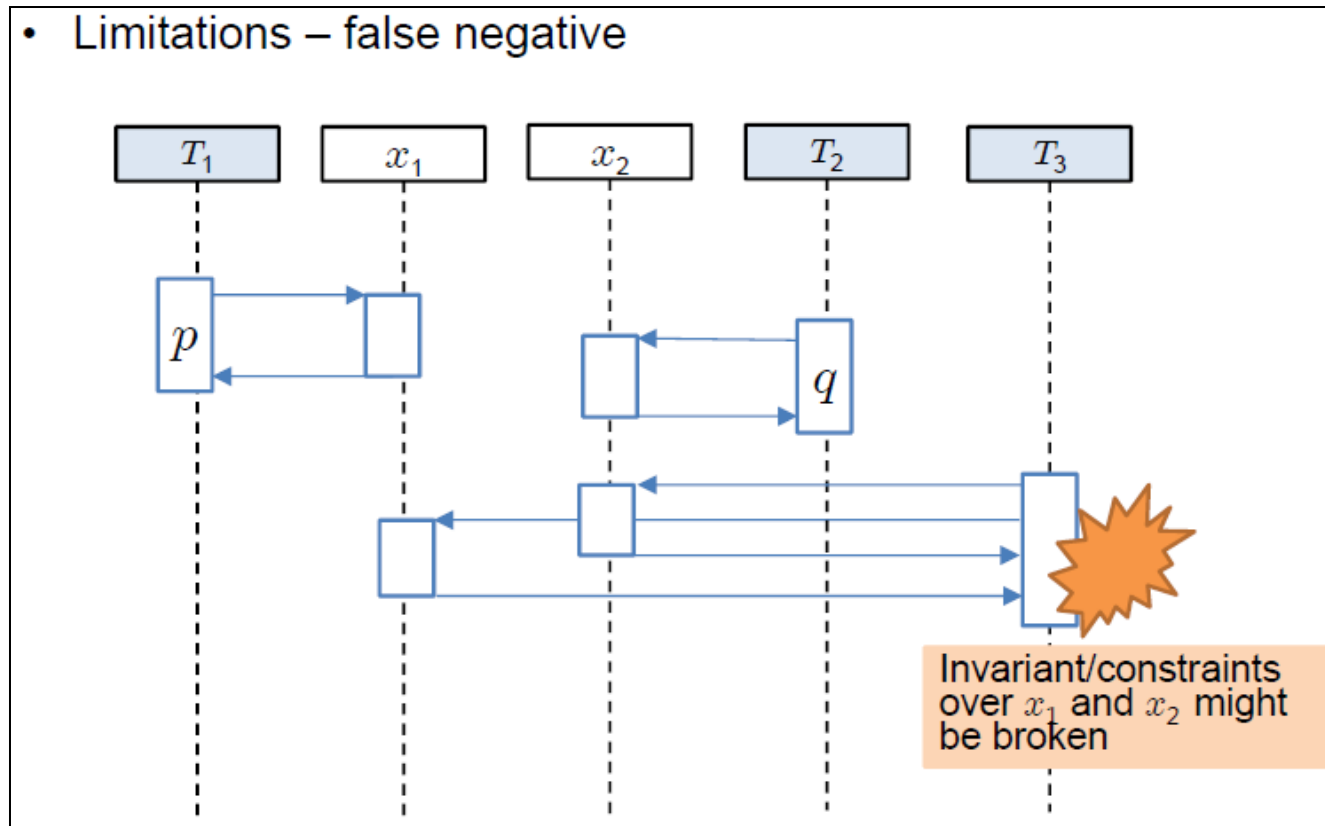 • Limitations – false negative
T₁ x₁ x₂ T₂ T₃
p
q
Invariant/constraints
over x₁ and x₂ might
be broken